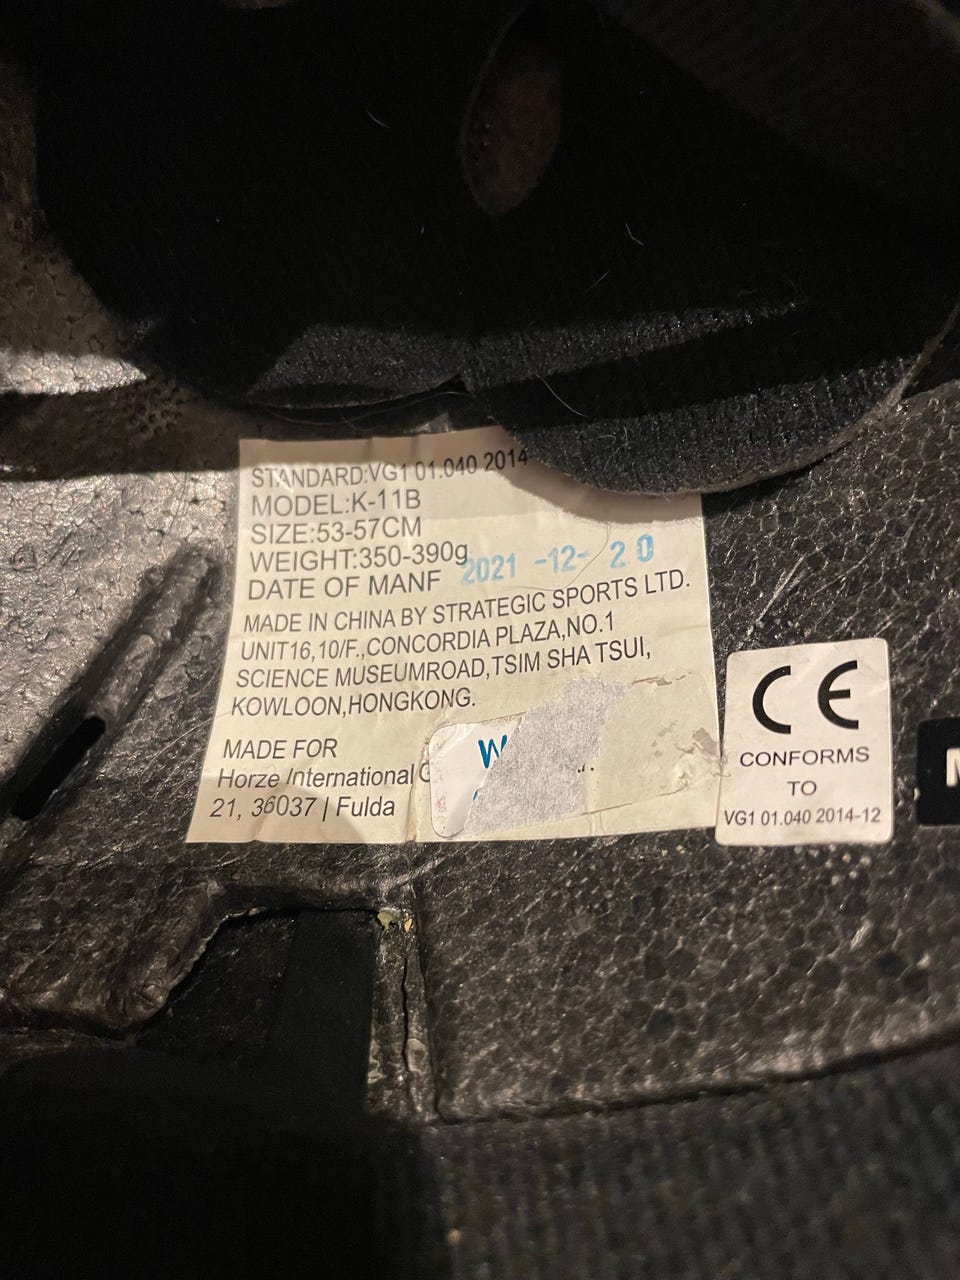 STANDARD:VG1 01.040 2014
MODEL:K-11B
SIZE:53-57CM
WEIGHT:350-390g
DATE OF MANF 2021 -12- 20
MADE IN CHINA BY STRATEGIC SPORTS LTD.
UNIT16,10/F.,CONCORDIA PLAZA,NO.1
SCIENCE MUSEUMROAD,TSIM SHA TSUI,
KOWLOON,HONGKONG.
MADE FOR
Horze International
21, 36037 | Fulda
CE
CONFORMS
TO
VG1 01.040 2014-12